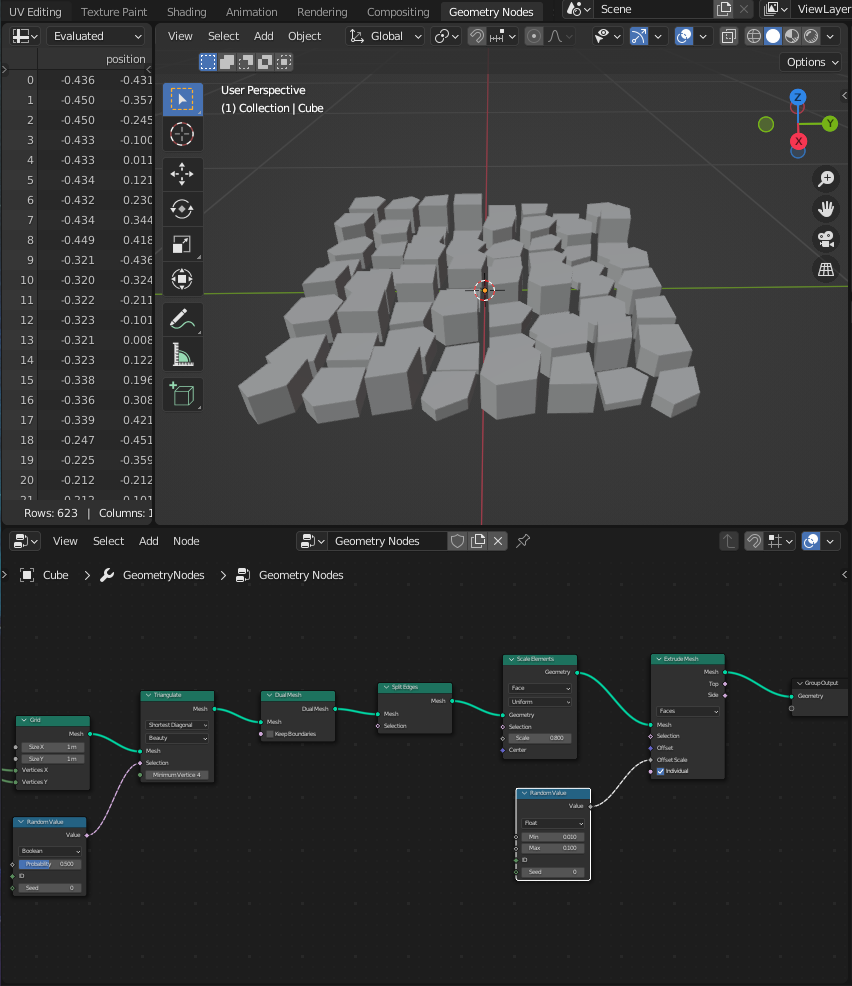 UV Editing Texture Paint Shading Animation Rendering Compositing Geometry Nodes Scene ViewLayer
Evaluated View Select Add Object Global
position
Options
User Perspective
(1) Collection | Cube
Z
Y
X
0 -0.436 -0.431
1 -0.450 -0.357
2 -0.450 -0.245
3 -0.433 -0.100
4 -0.433 0.011
5 -0.434 0.121
6 -0.432 0.230
7 -0.434 0.344
8 -0.449 0.418
9 -0.321 -0.436
10 -0.320 -0.324
11 -0.322 -0.211
12 -0.323 -0.101
13 -0.321 0.008
14 -0.323 0.122
15 -0.338 0.196
16 -0.336 0.308
17 -0.339 0.421
18 -0.247 -0.451
19 -0.225 -0.359
20 -0.212 -0.212
Rows: 623 | Columns: 1
View Select Add Node Geometry Nodes
Cube GeometryNodes Geometry Nodes
Grid
Mesh
Size X 1 m
Size Y 1 m
Vertices X
Vertices Y
Random Value
Value
Boolean
Probability 0.500
ID
Seed 0
Triangulate
Mesh
Shortest Diagonal
Beauty
Mesh
Selection
Minimum Vertice 4
Dual Mesh
Dual Mesh
Mesh
Keep Boundaries
Split Edges
Mesh
Mesh
Selection
Scale Elements
Geometry
Face
Uniform
Geometry
Selection
Scale 0.800
Center
Random Value
Value
Float
Min 0.010
Max 0.100
ID
Seed 0
Extrude Mesh
Mesh
Top
Side
Faces
Mesh
Selection
Offset
Offset Scale
Individual
Group Output
Geometry